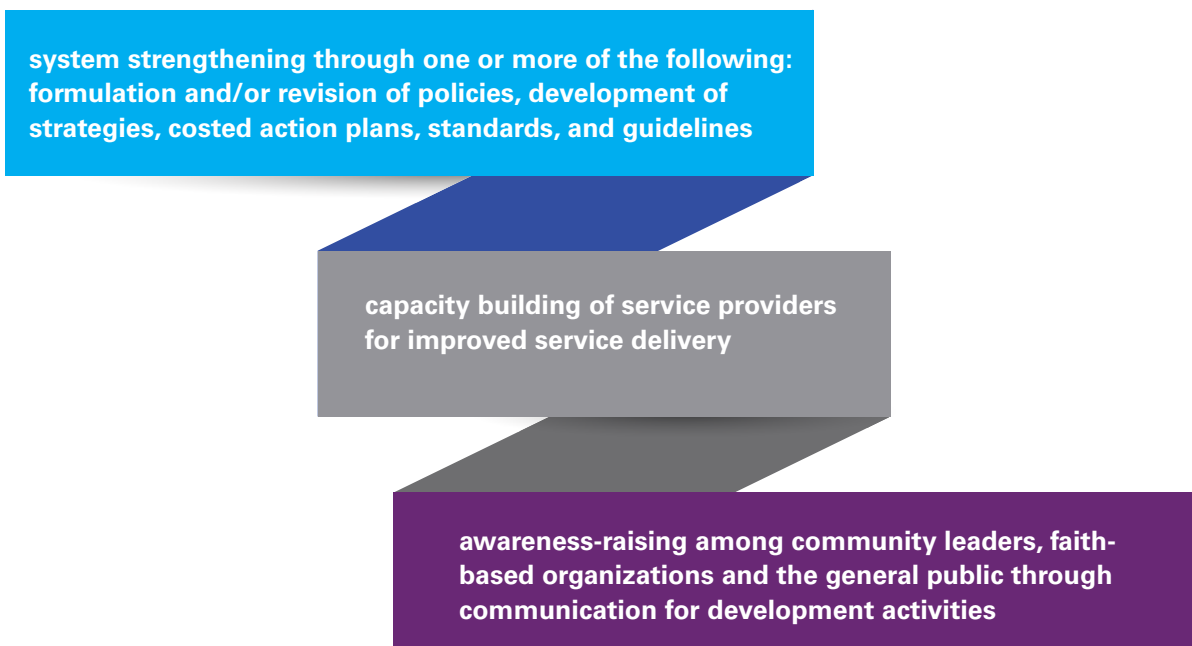 system strengthening through one or more of the following:
formulation and/or revision of policies, development of
strategies, costed action plans, standards, and guidelines
capacity building of service providers
for improved service delivery
awareness-raising among community leaders, faith-
based organizations and the general public through
communication for development activities